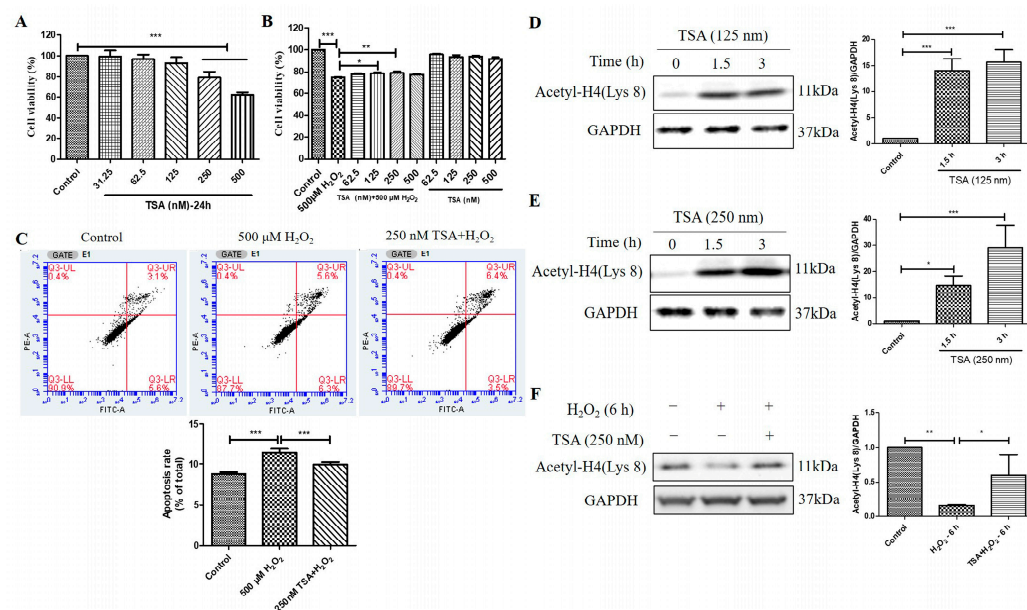 A
***
Cell viability (%)
120
100
80
60
40
20
0
Control
31.25
62.5
125
250
500
TSA (nM)-24h
B
***
**
*
Cell viability (%)
120
100
80
60
40
20
0
Control
500μM H2O2
62.5
125
250
500
62.5
125
250
500
TSA (nM)+500 μM H2O2
TSA (nM)
C
Control
500 μM H2O2
250 nM TSA+H2O2
GATE E1
Q3-UL
0.4%
Q3-UR
3.1%
Q3-LL
90.9%
Q3-LR
5.6%
PE-A
FITC-A
GATE E1
Q3-UL
0.4%
Q3-UR
5.6%
Q3-LL
87.7%
Q3-LR
6.3%
PE-A
FITC-A
GATE E1
Q3-UL
0.4%
Q3-UR
6.4%
Q3-LL
89.7%
Q3-LR
3.5%
PE-A
FITC-A
*** ***
Apoptosis rate
(% of total)
15
10
5
0
Control
500 μM H2O2
250nM TSA+H2O2
D
TSA (125 nm)
Time (h) 0 1.5 3
Acetyl-H4(Lys 8) 11kDa
GAPDH 37kDa
***
***
Acetyl-H4(Lys 8)/GAPDH
25
20
15
10
5
0
Control
1.5 h
3 h
TSA (125 nm)
E
TSA (250 nm)
Time (h) 0 1.5 3
Acetyl-H4(Lys 8) 11kDa
GAPDH 37kDa
***
*
Acetyl-H4(Lys 8)/GAPDH
40
30
20
10
0
Control
1.5 h
3 h
TSA (250 nm)
F
H2O2 (6 h) − + +
TSA (250 nM) − − +
Acetyl-H4(Lys 8) 11kDa
GAPDH 37kDa
** *
Acetyl-H4(Lys 8)/GAPDH
1.5
1.0
0.5
0.0
Control
H2O2 - 6 h
TSA+H2O2 - 6 h